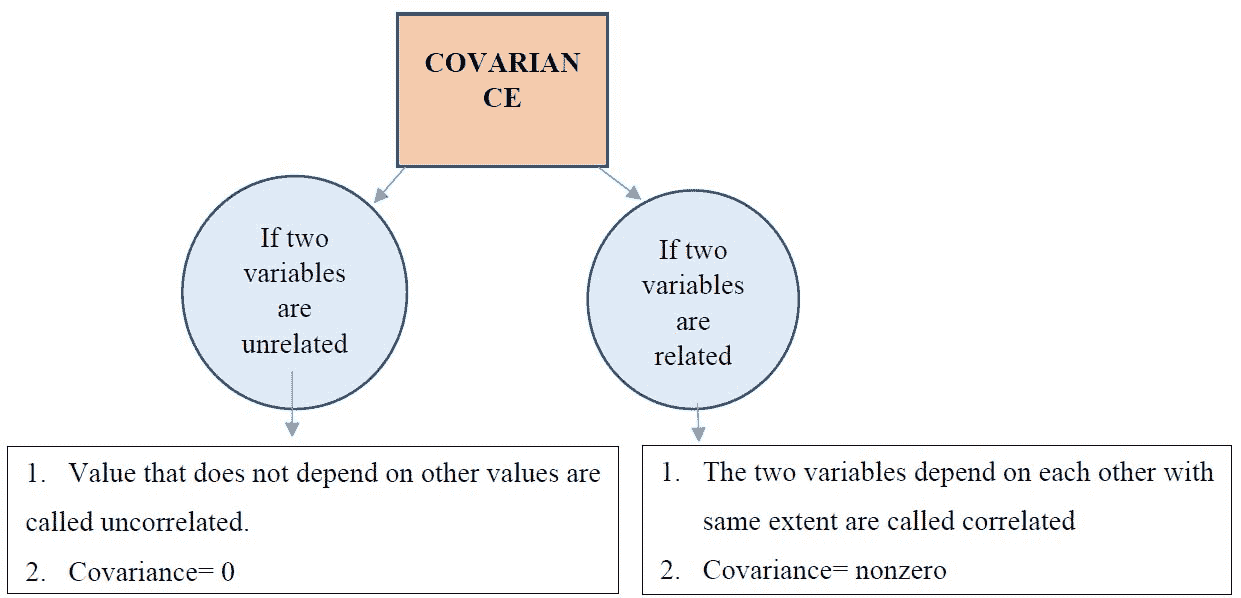 COVARIAN
CE
If two
variables
are
unrelated
If two
variables
are
related
1. Value that does not depend on other values are
called uncorrelated.
2. Covariance= 0
1. The two variables depend on each other with
same extent are called correlated
2. Covariance= nonzero